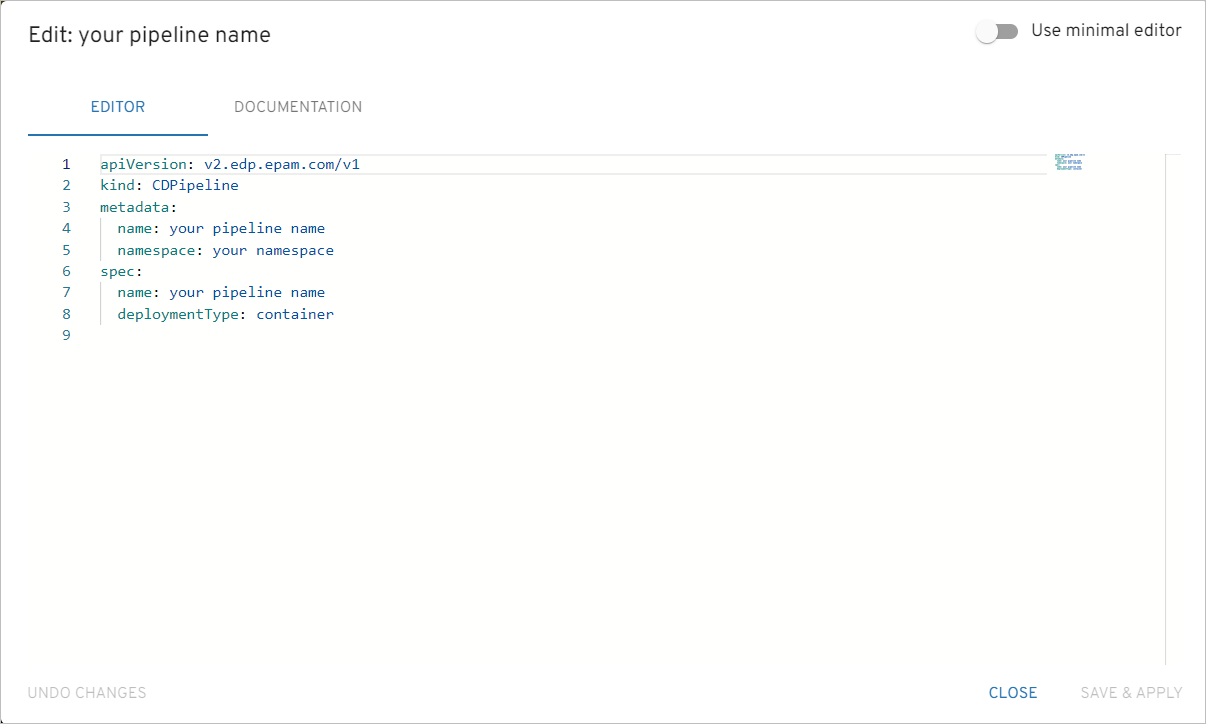 Edit: your pipeline name
Use minimal editor
EDITOR
DOCUMENTATION
1 apiVersion: v2.edp.epam.com/v1
2 kind: CDPipeline
3 metadata:
4   name: your pipeline name
5   namespace: your namespace
6 spec:
7   name: your pipeline name
8   deploymentType: container
9
UNDO CHANGES
CLOSE
SAVE & APPLY